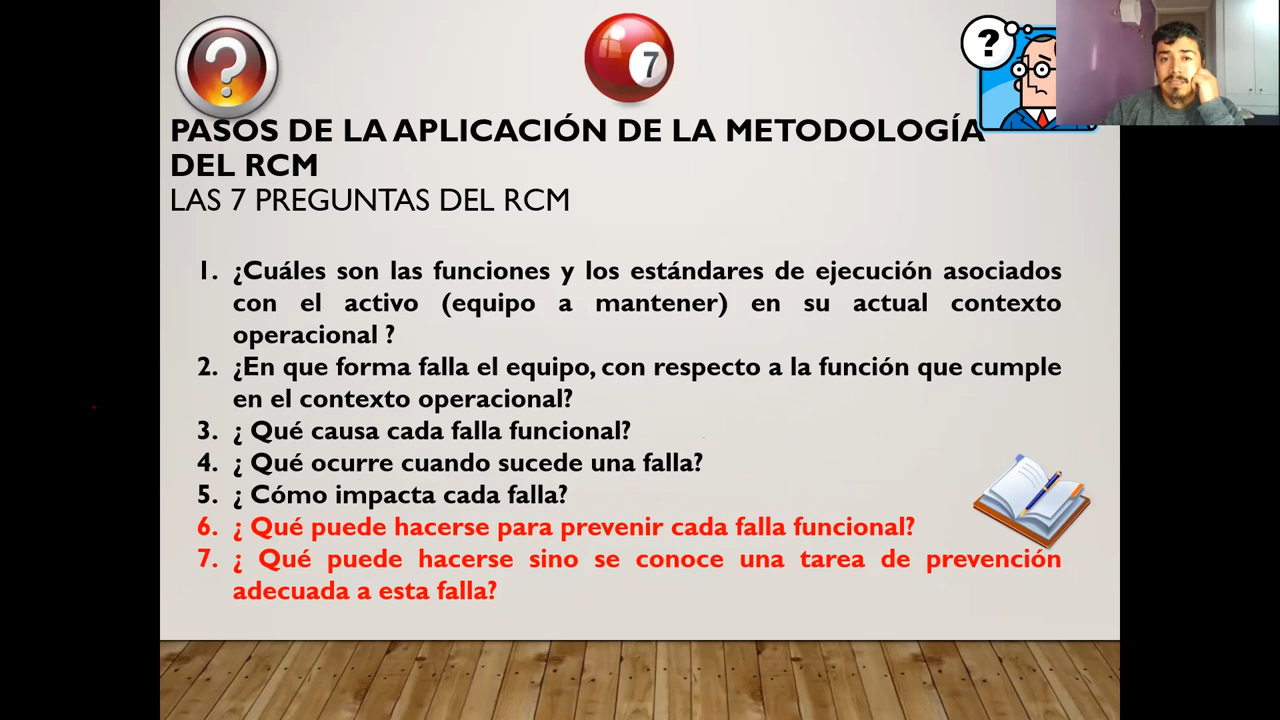 ?
7
?
PASOS DE LA APLICACIÓN DE LA METODOLOGÍA
DEL RCM
LAS 7 PREGUNTAS DEL RCM
1. ¿Cuáles son las funciones y los estándares de ejecución asociados
con el activo (equipo a mantener) en su actual contexto
operacional ?
2. ¿En que forma falla el equipo, con respecto a la función que cumple
en el contexto operacional?
3. ¿ Qué causa cada falla funcional?
4. ¿ Qué ocurre cuando sucede una falla?
5. ¿ Cómo impacta cada falla?
6. ¿ Qué puede hacerse para prevenir cada falla funcional?
7. ¿ Qué puede hacerse sino se conoce una tarea de prevención
adecuada a esta falla?